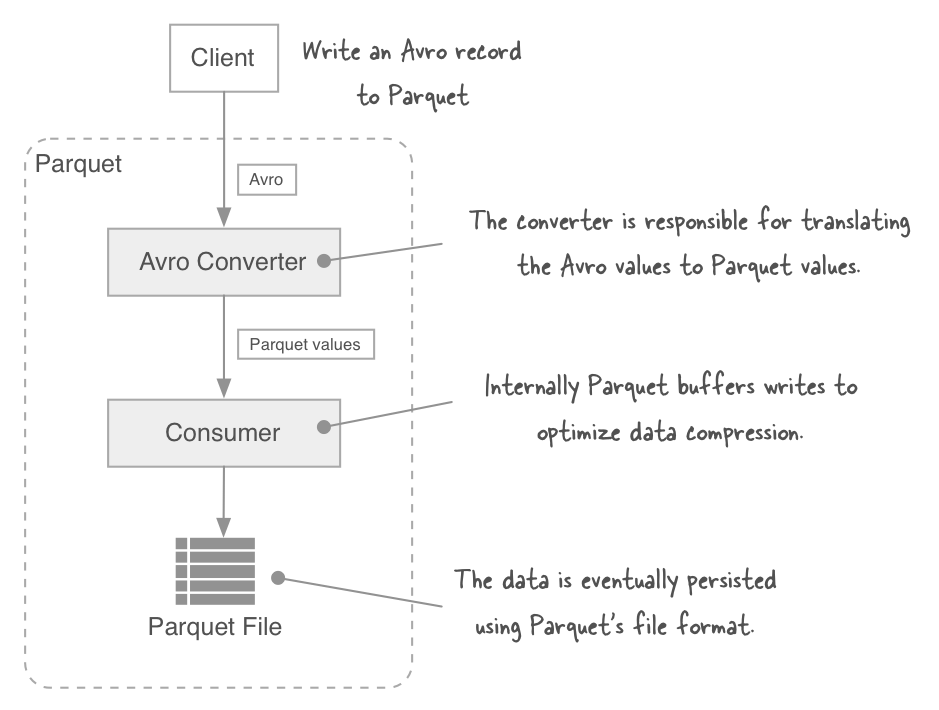 Client
Write an Avro record
to Parquet
Parquet
Avro
Avro Converter
The converter is responsible for translating
the Avro values to Parquet values.
Parquet values
Consumer
Internally Parquet buffers writes to
optimize data compression.
Parquet File
The data is eventually persisted
using Parquet's file format.